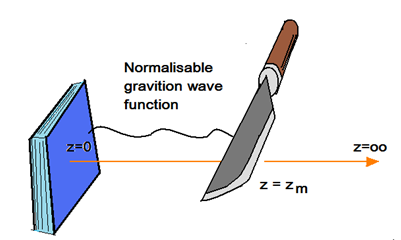 Normalisable
gravition wave
function
z=0
z=oo
z = zm